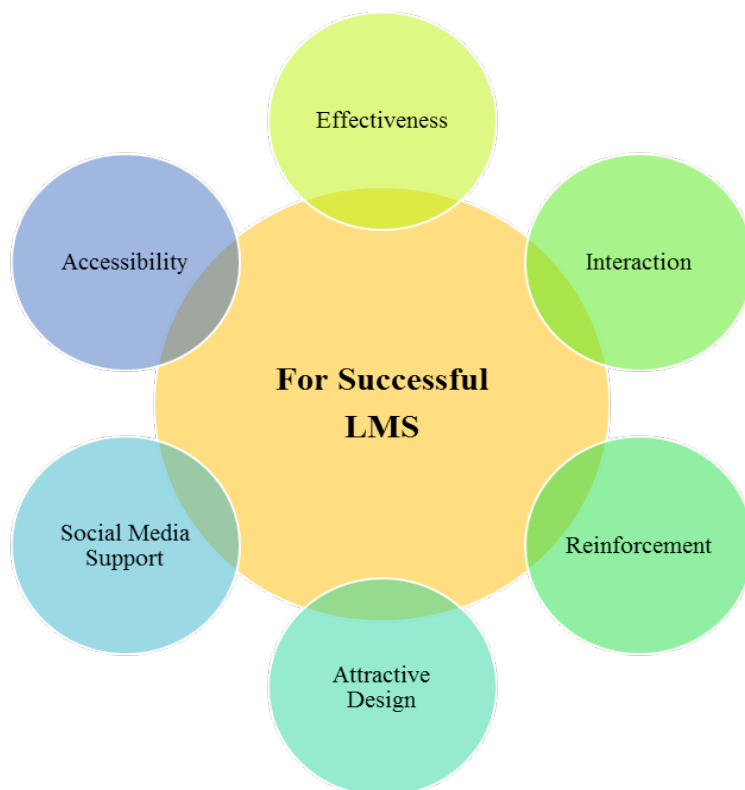 Effectiveness
Accessibility
Interaction
For Successful
LMS
Social Media
Support
Reinforcement
Attractive
Design